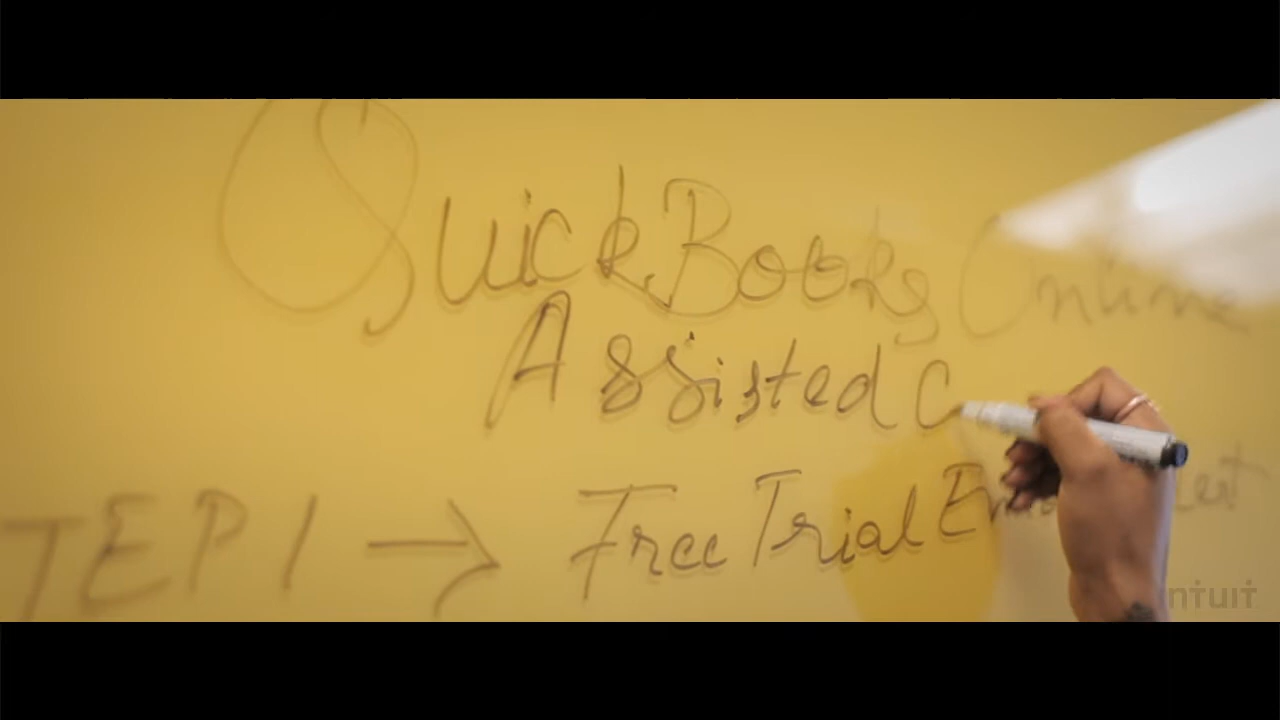 QuickBooks Online
Assisted C
TEP 1 → Free Trial
intuit